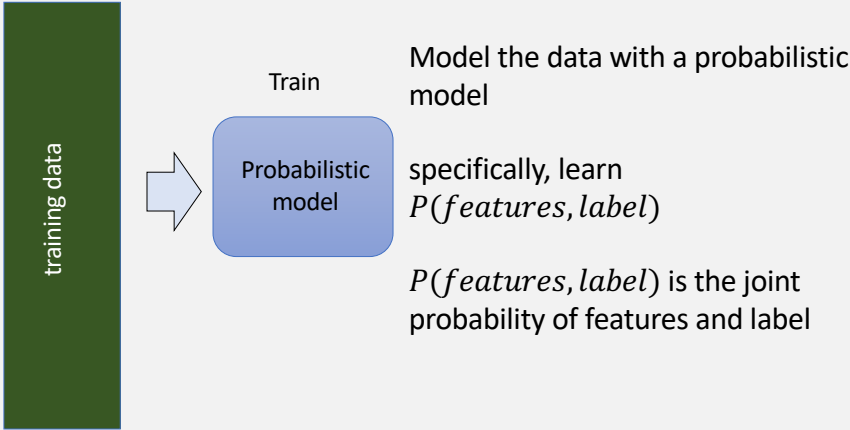 training data
Train
Probabilistic
model
Model the data with a probabilistic
model
specifically, learn
P(features, label)
P(features, label) is the joint
probability of features and label